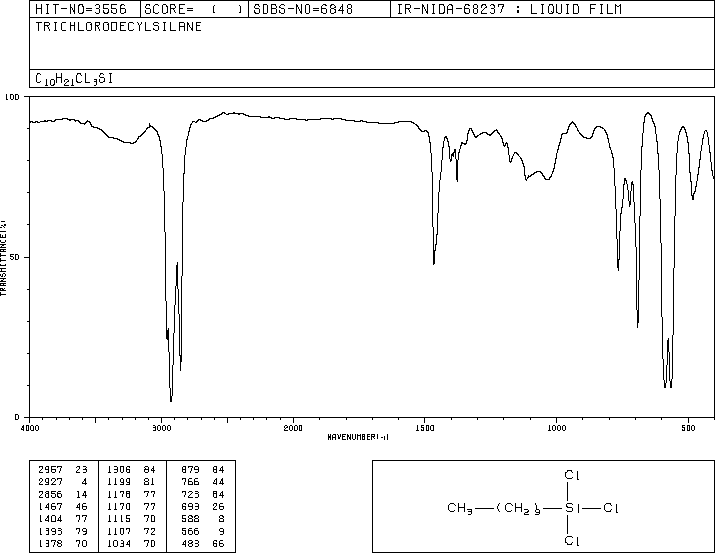 HIT-NO=3556 SCORE= ( ) SDBS-NO=6848 IR-NIDA-68237 : LIQUID FILM
TRICHLORODECYLSILANE
C10H21CL3SI
100
50
0
TRANSMITTANCE(%)
4000 3000 2000 1500 1000 500
WAVENUMBER(-1)
2967 23 1306 84 879 84
2927 4 1199 81 766 44
2856 14 1178 77 723 64
1467 46 1170 77 693 26
1404 77 1115 70 588 8
1393 79 1107 72 566 9
1378 70 1034 70 483 66
Cl
CH3—(CH2)9—Si—Cl
Cl